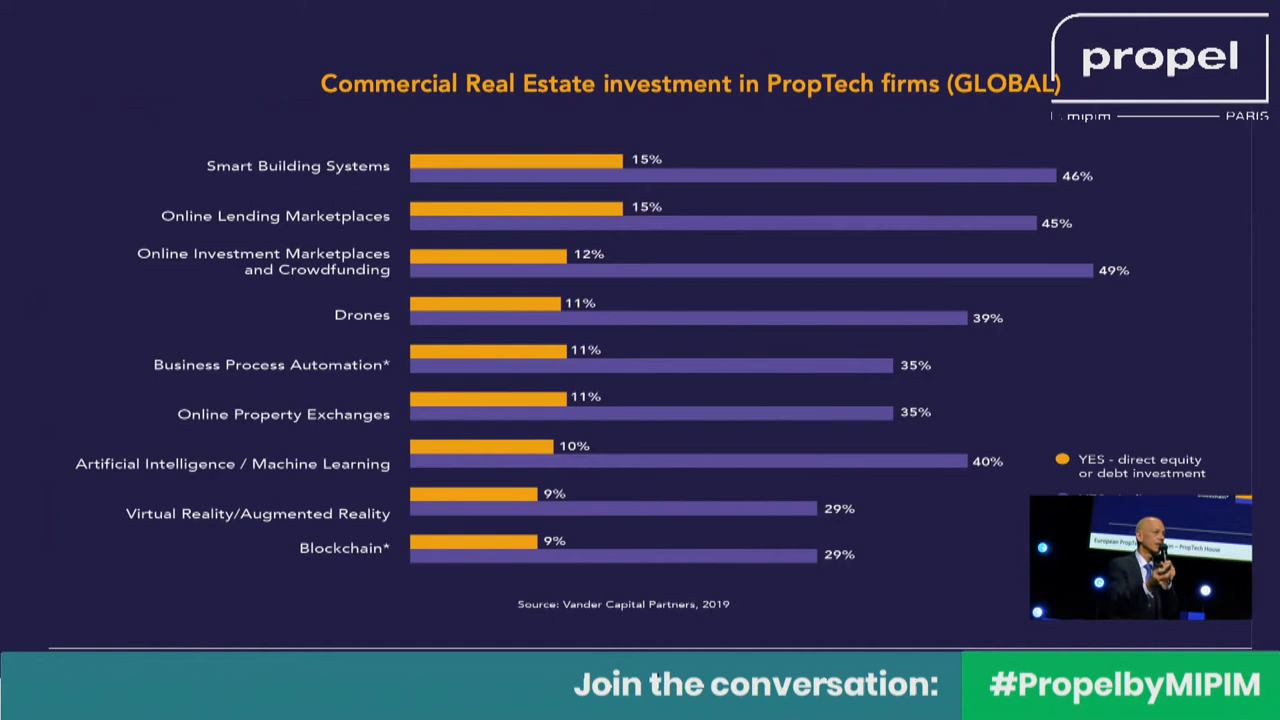 propel
mipim
PARIS
Commercial Real Estate investment in PropTech firms (GLOBAL)
Smart Building Systems
15%
46%
Online Lending Marketplaces
15%
45%
Online Investment Marketplaces
and Crowdfunding
12%
49%
Drones
11%
39%
Business Process Automation*
11%
35%
Online Property Exchanges
11%
35%
Artificial Intelligence / Machine Learning
10%
40%
Virtual Reality/Augmented Reality
9%
29%
Blockchain*
9%
29%
YES - direct equity
or debt investment
European
– PropTech House
Source: Vander Capital Partners, 2019
Join the conversation:
#PropelbyMIPIM